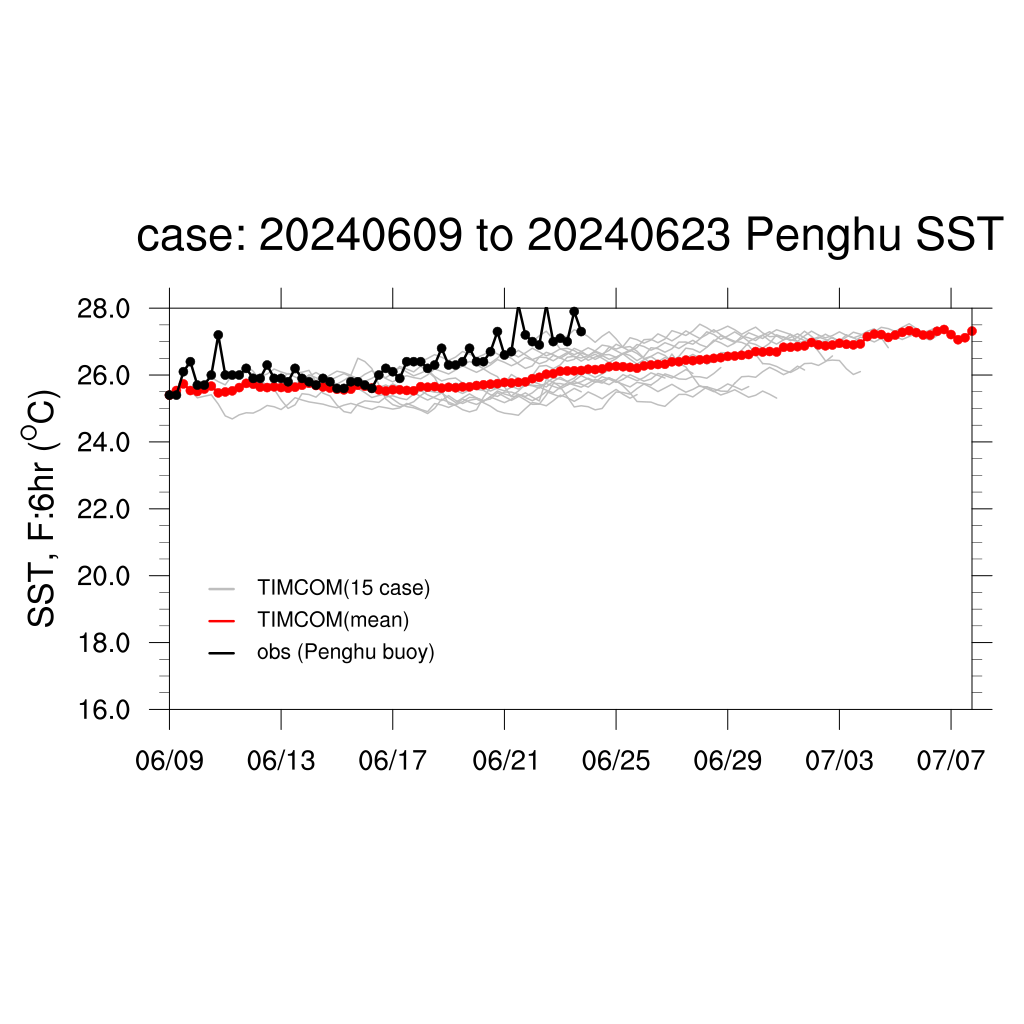 case: 20240609 to 20240623 Penghu SST
28.0
26.0
24.0
22.0
20.0
18.0
16.0
SST, F:6hr (°C)
TIMCOM(15 case)
TIMCOM(mean)
obs (Penghu buoy)
06/09 06/13 06/17 06/21 06/25 06/29 07/03 07/07